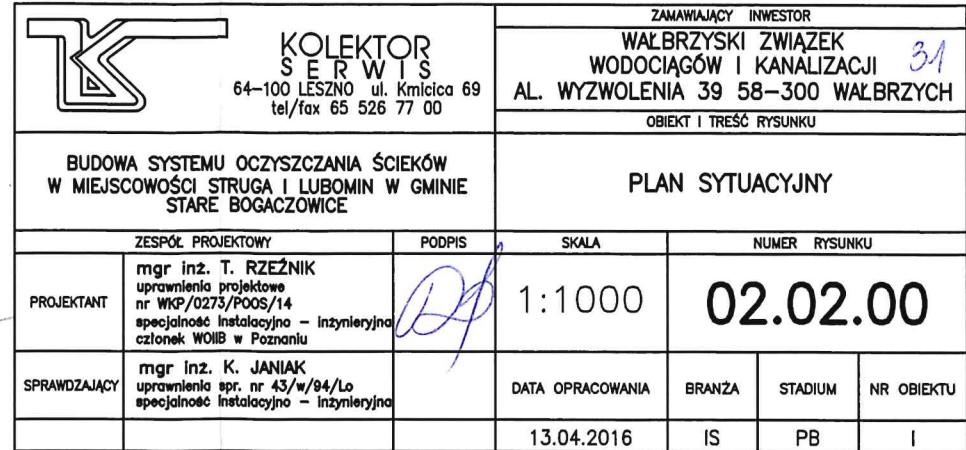 KOLEKTOR
SERWIS
64-100 LESZNO ul. Kmicica 69
tel/fax 65 526 77 00
ZAMAWIAJĄCY INWESTOR
WAŁBRZYSKI ZWIĄZEK
WODOCIĄGÓW I KANALIZACJI
31
AL. WYZWOLENIA 39 58-300 WAŁBRZYCH
OBIEKT I TREŚĆ RYSUNKU
BUDOWA SYSTEMU OCZYSZCZANIA ŚCIEKÓW
W MIEJSCOWOŚCI STRUGA I LUBOMIN W GMINIE
STARE BOGACZOWICE
PLAN SYTUACYJNY
ZESPÓŁ PROJEKTOWY
PODPIS
SKALA
NUMER RYSUNKU
PROJEKTANT
mgr inż. T. RZEŹNIK
uprawnienia projektowe
nr WKP/0273/POOS/14
specjalność instalacyjno – inżynieryjna
członek WOIIB w Poznaniu
1:1000
02.02.00
SPRAWDZAJĄCY
mgr inż. K. JANIAK
uprawnienia spr. nr 43/w/94/Lo
specjalność instalacyjno – inżynieryjna
DATA OPRACOWANIA
BRANŻA
STADIUM
NR OBIEKTU
13.04.2016
IS
PB
I